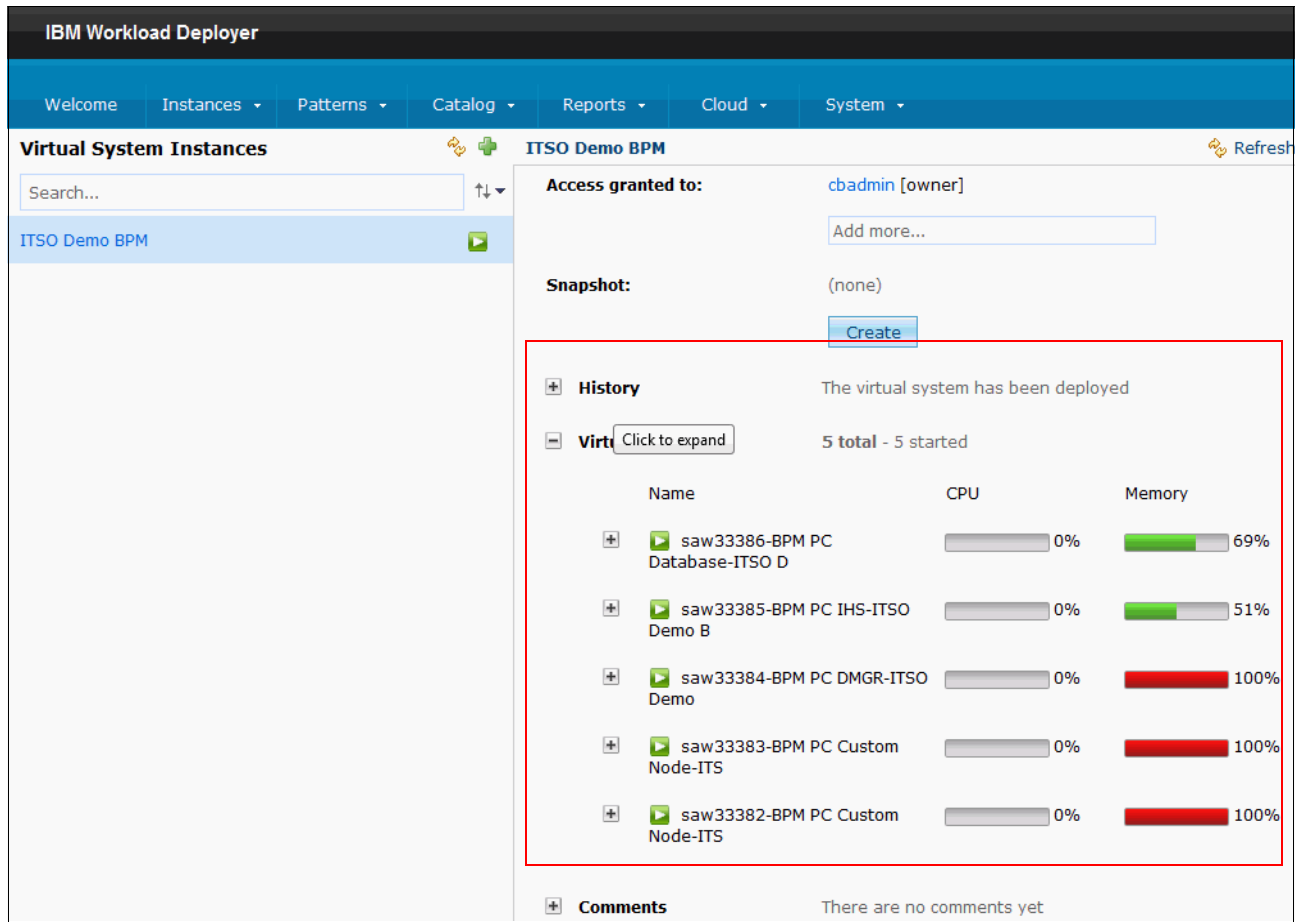 IBM Workload Deployer
Welcome Instances Patterns Catalog Reports Cloud System
Virtual System Instances
Search...
ITSO Demo BPM
ITSO Demo BPM Refresh
Access granted to: cbadmin [owner]
Add more...
Snapshot: (none)
Create
History The virtual system has been deployed
Virtu Click to expand 5 total - 5 started
Name CPU Memory
saw33386-BPM PC 0% 69%
Database-ITSO D
saw33385-BPM PC IHS-ITSO 0% 51%
Demo B
saw33384-BPM PC DMGR-ITSO 0% 100%
Demo
saw33383-BPM PC Custom 0% 100%
Node-ITS
saw33382-BPM PC Custom 0% 100%
Node-ITS
Comments There are no comments yet